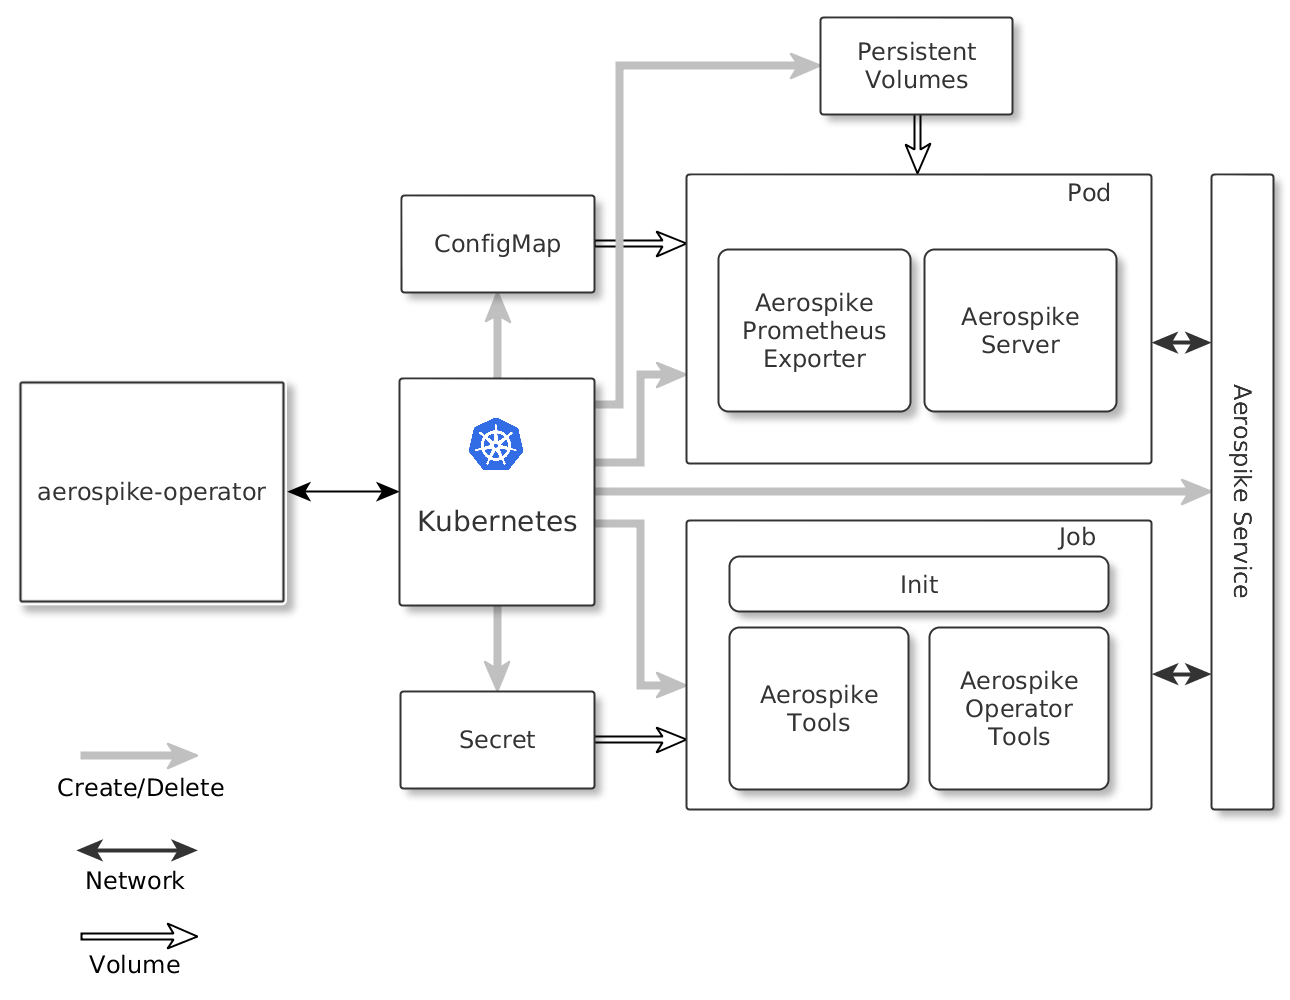 Persistent
Volumes
Pod
ConfigMap
Aerospike
Prometheus
Exporter
Aerospike
Server
aerospike-operator
Kubernetes
Aerospike Service
Job
Init
Aerospike
Tools
Aerospike
Operator
Tools
Secret
Create/Delete
Network
Volume